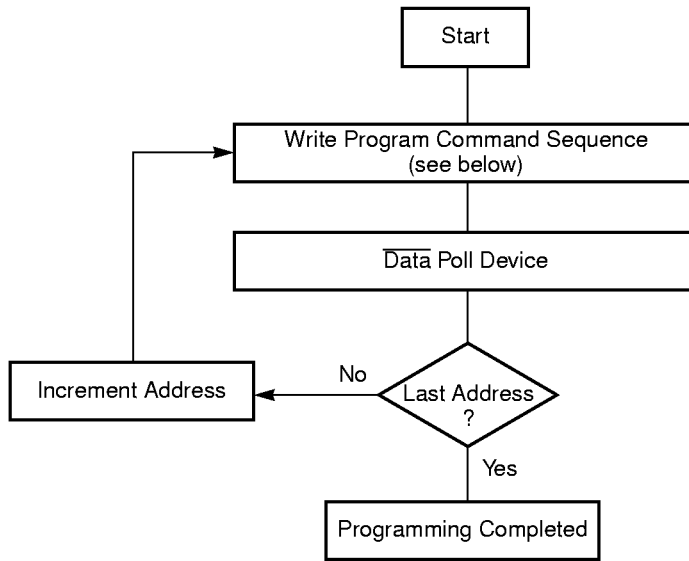 Start
Write Program Command Sequence
(see below)
Data Poll Device
No
Increment Address
Last Address
?
Yes
Programming Completed